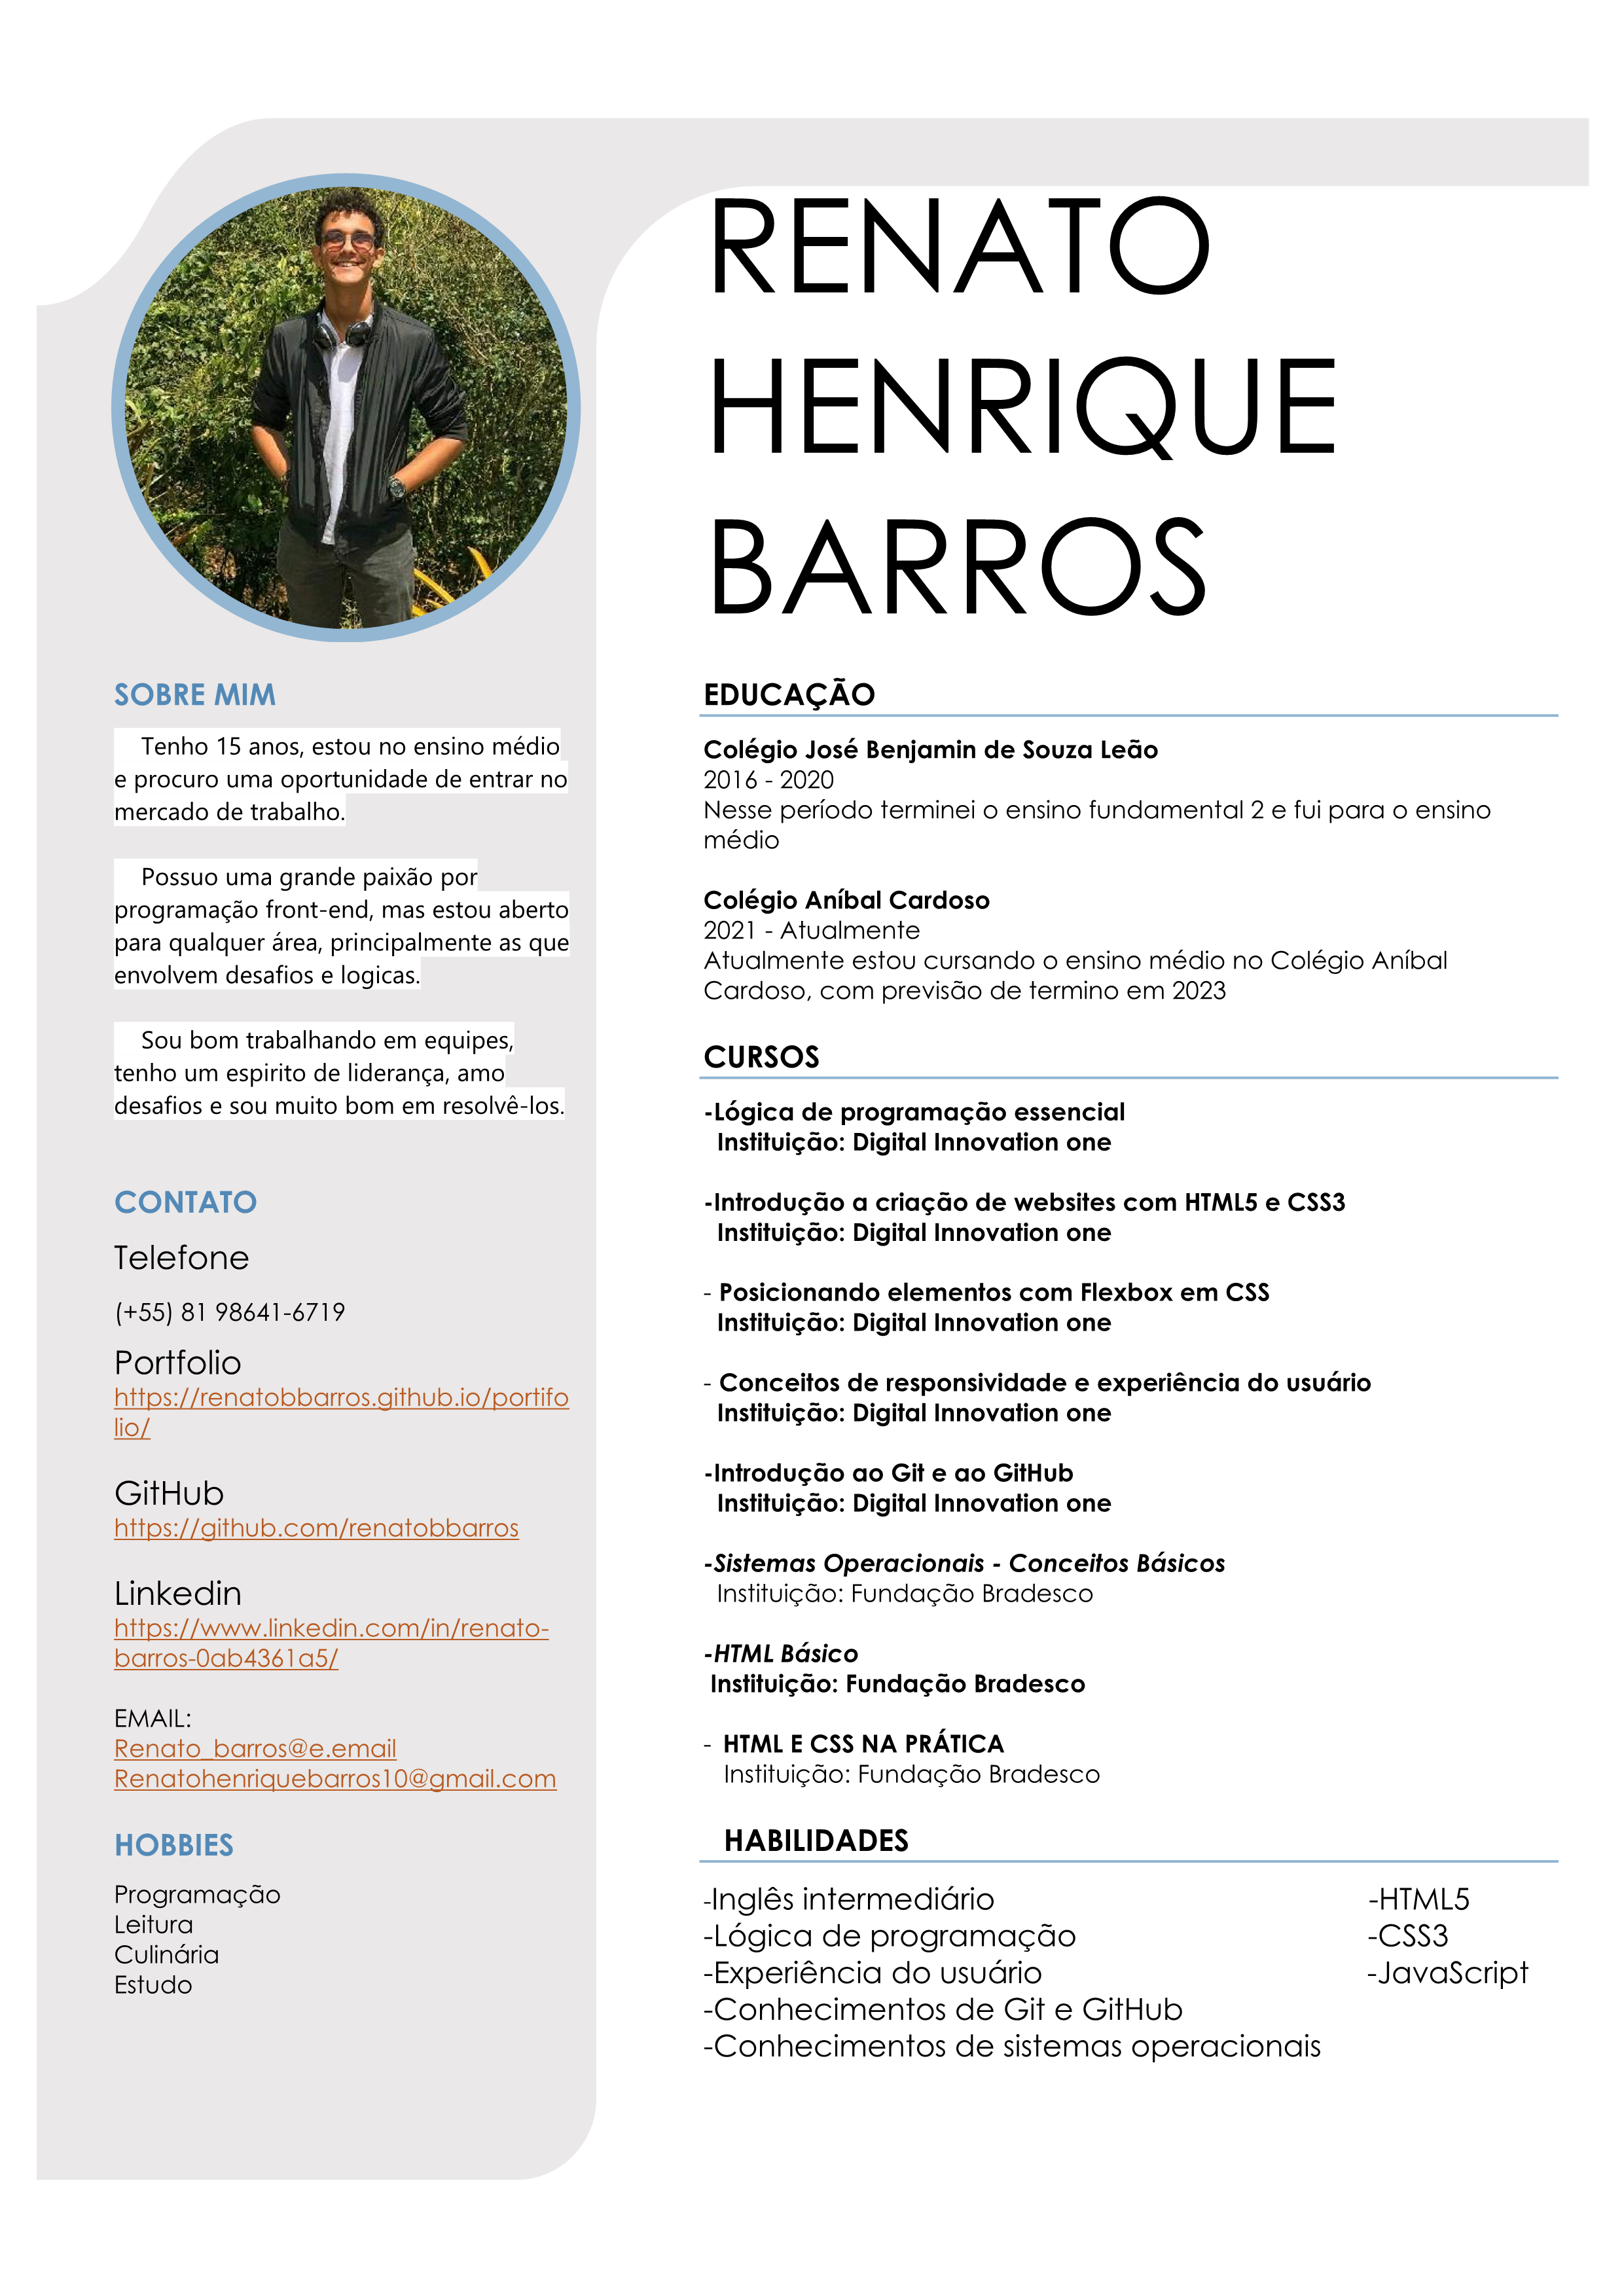 RENATO
HENRIQUE
BARROS
SOBRE MIM
Tenho 15 anos, estou no ensino médio
e procuro uma oportunidade de entrar no
mercado de trabalho.
Possuo uma grande paixão por
programação front-end, mas estou aberto
para qualquer área, principalmente as que
envolvem desafios e logicas.
Sou bom trabalhando em equipes,
tenho um espirito de liderança, amo
desafios e sou muito bom em resolvê-los.
CONTATO
Telefone
(+55) 81 98641-6719
Portfolio
https://renatobbarros.github.io/portifo
lio/
GitHub
https://github.com/renatobbarros
Linkedin
https://www.linkedin.com/in/renato-
barros-0ab4361a5/
EMAIL:
Renato_barros@e.email
Renatohenriquebarros10@gmail.com
HOBBIES
Programação
Leitura
Culinária
Estudo
EDUCAÇÃO
Colégio José Benjamin de Souza Leão
2016 - 2020
Nesse período terminei o ensino fundamental 2 e fui para o ensino
médio
Colégio Aníbal Cardoso
2021 - Atualmente
Atualmente estou cursando o ensino médio no Colégio Aníbal
Cardoso, com previsão de termino em 2023
CURSOS
-Lógica de programação essencial
Instituição: Digital Innovation one
-Introdução a criação de websites com HTML5 e CSS3
Instituição: Digital Innovation one
- Posicionando elementos com Flexbox em CSS
Instituição: Digital Innovation one
- Conceitos de responsividade e experiência do usuário
Instituição: Digital Innovation one
-Introdução ao Git e ao GitHub
Instituição: Digital Innovation one
-Sistemas Operacionais - Conceitos Básicos
Instituição: Fundação Bradesco
-HTML Básico
Instituição: Fundação Bradesco
- HTML E CSS NA PRÁTICA
Instituição: Fundação Bradesco
HABILIDADES
-Inglês intermediário -HTML5
-Lógica de programação -CSS3
-Experiência do usuário -JavaScript
-Conhecimentos de Git e GitHub
-Conhecimentos de sistemas operacionais